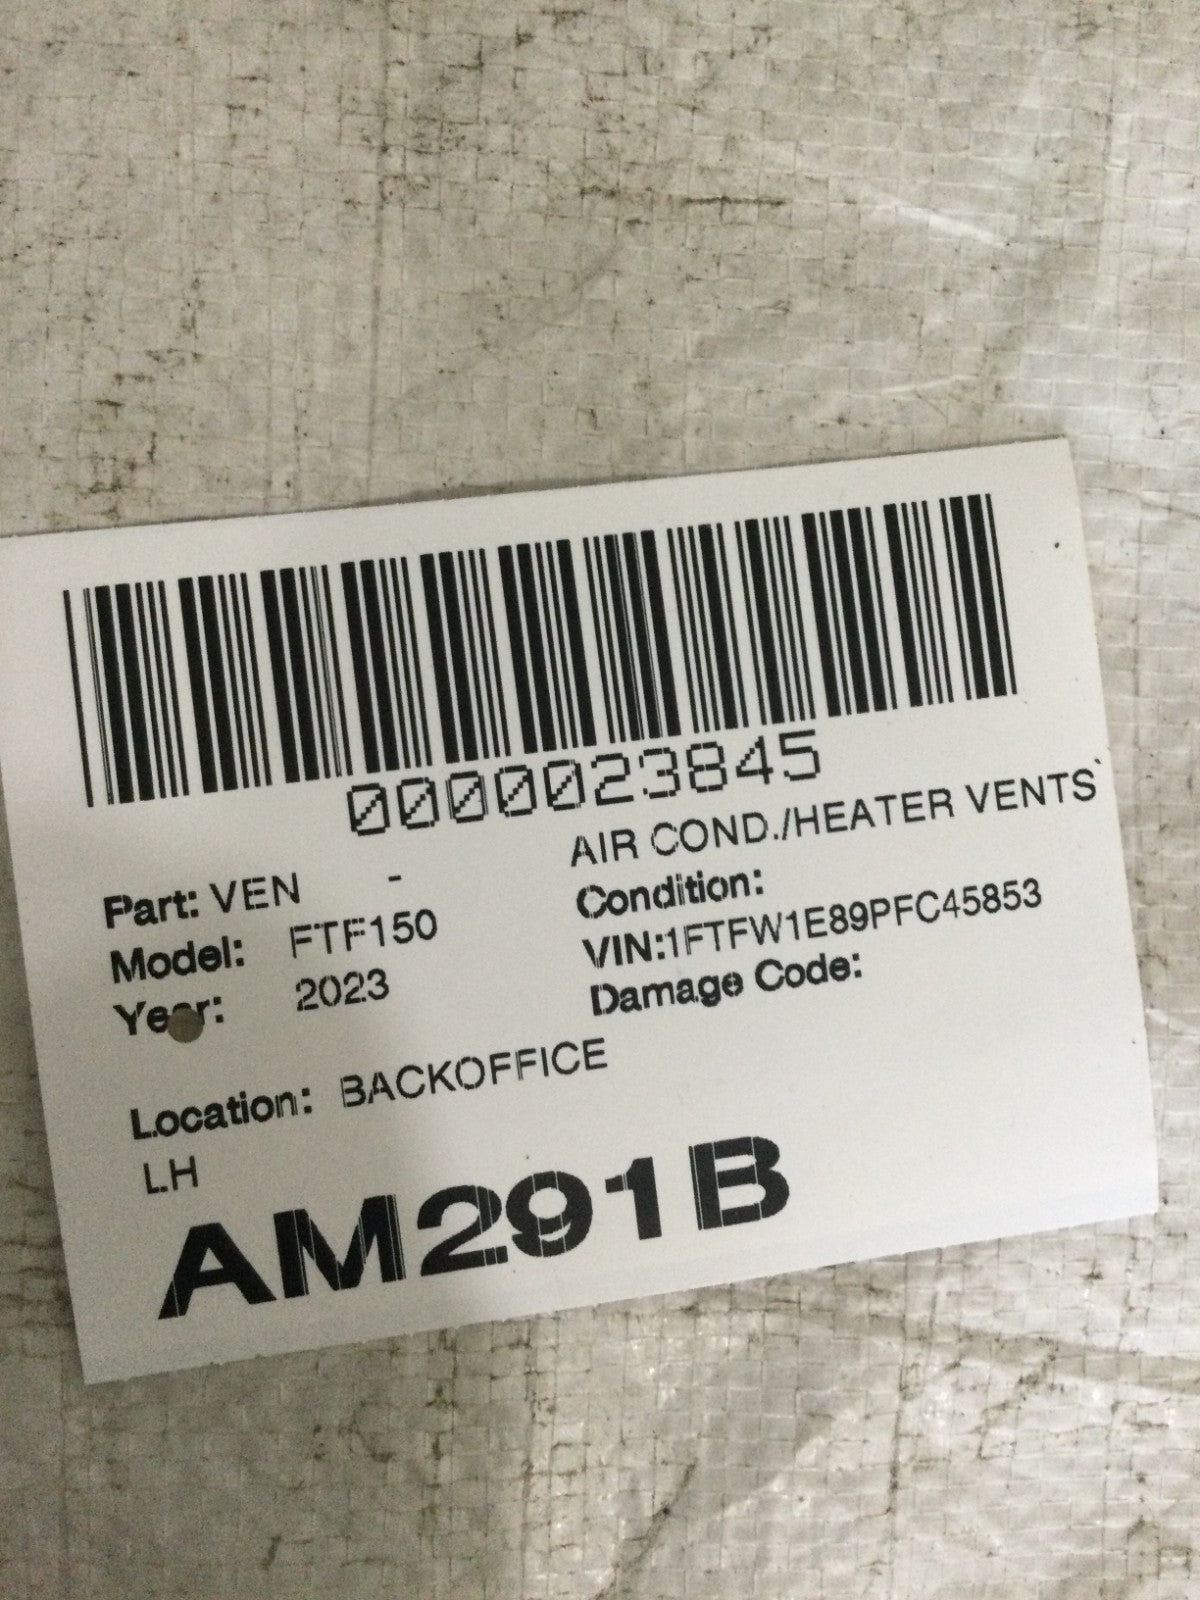 0000023845
AIR COND./HEATER VENTS`
Part: VEN -
Condition:
Model: FTF150
VIN:1FTFW1E89PFC45853
Year: 2023
Damage Code:
Location: BACKOFFICE
LH
AM291B